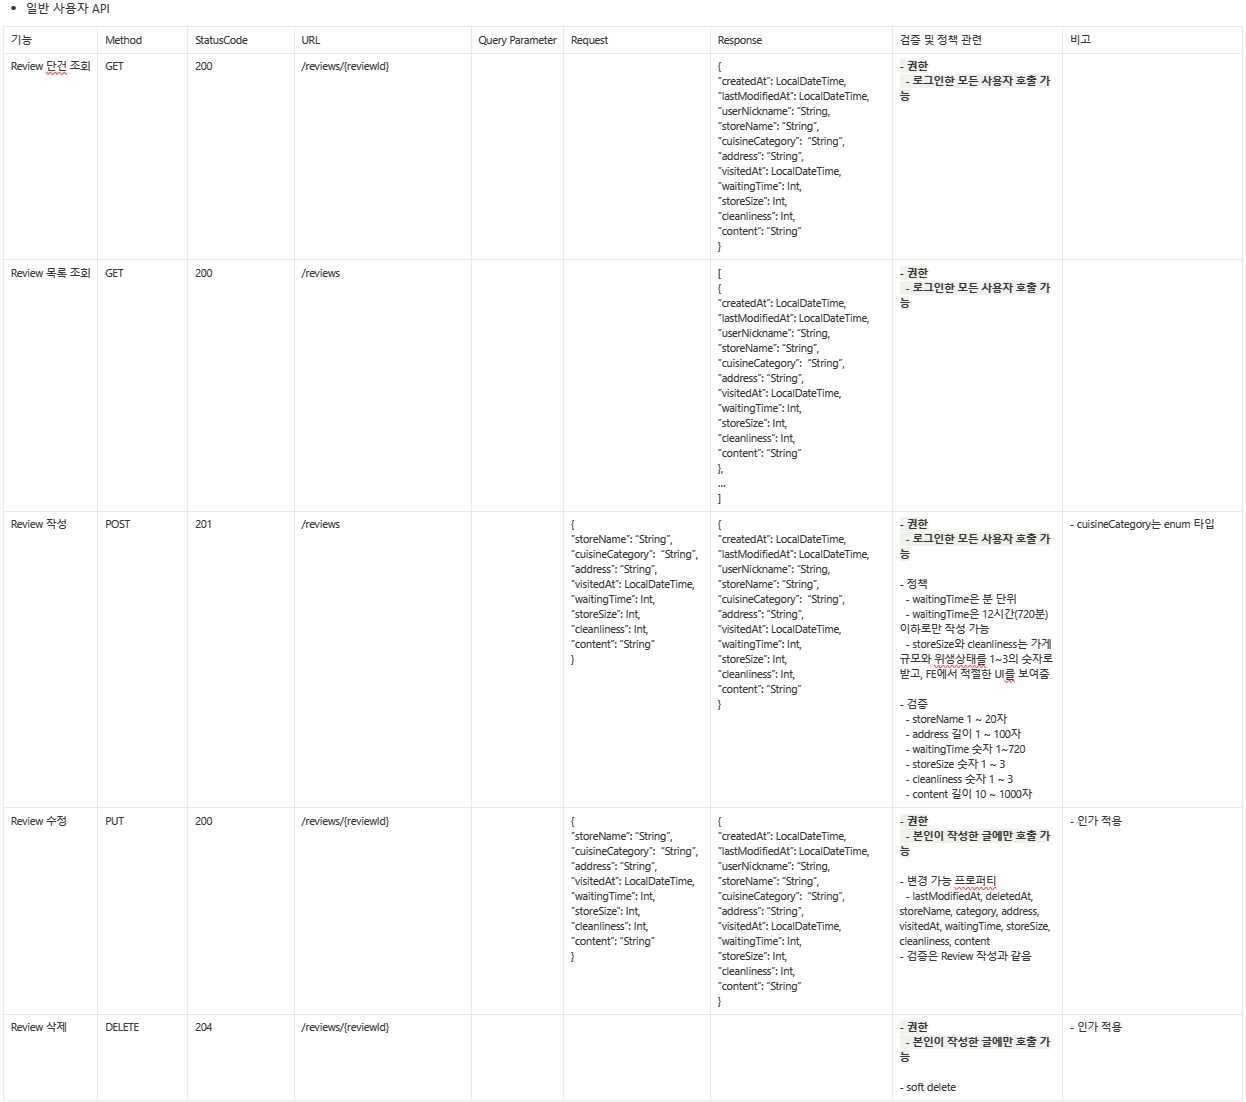 • 일반 사용자 API
기능 Method StatusCode URL Query Parameter Request Response 검증 및 정책 관련 비고
Review 단건 조회 GET 200 /reviews/{reviewId}
{
"createdAt": LocalDateTime,
"lastModifiedAt": LocalDateTime,
"userNickname": "String,
"storeName": "String",
"cuisineCategory":  "String",
"address": "String",
"visitedAt": LocalDateTime,
"waitingTime": Int,
"storeSize": Int,
"cleanliness": Int,
"content": "String"
}
- 권한
- 로그인한 모든 사용자 호출 가
능
Review 목록 조회 GET 200 /reviews
[
{
"createdAt": LocalDateTime,
"lastModifiedAt": LocalDateTime,
"userNickname": "String,
"storeName": "String",
"cuisineCategory":  "String",
"address": "String",
"visitedAt": LocalDateTime,
"waitingTime": Int,
"storeSize": Int,
"cleanliness": Int,
"content": "String"
},
...
]
- 권한
- 로그인한 모든 사용자 호출 가
능
Review 작성 POST 201 /reviews
{
"storeName": "String",
"cuisineCategory":  "String",
"address": "String",
"visitedAt": LocalDateTime,
"waitingTime": Int,
"storeSize": Int,
"cleanliness": Int,
"content": "String"
}
{
"createdAt": LocalDateTime,
"lastModifiedAt": LocalDateTime,
"userNickname": "String,
"storeName": "String",
"cuisineCategory":  "String",
"address": "String",
"visitedAt": LocalDateTime,
"waitingTime": Int,
"storeSize": Int,
"cleanliness": Int,
"content": "String"
}
- 권한
- 로그인한 모든 사용자 호출 가
능
- 정책
- waitingTime은 분 단위
- waitingTime은 12시간(720분)
이하로만 작성 가능
- storeSize와 cleanliness는 가게
규모와 위생상태를 1~3의 숫자로
받고, FE에서 적절한 UI를 보여줌
- 검증
- storeName 1 ~ 20자
- address 길이 1 ~ 100자
- waitingTime 숫자 1~720
- storeSize 숫자 1 ~ 3
- cleanliness 숫자 1 ~ 3
- content 길이 10 ~ 1000자
- cuisineCategory는 enum 타입
Review 수정 PUT 200 /reviews/{reviewId}
{
"storeName": "String",
"cuisineCategory":  "String",
"address": "String",
"visitedAt": LocalDateTime,
"waitingTime": Int,
"storeSize": Int,
"cleanliness": Int,
"content": "String"
}
{
"createdAt": LocalDateTime,
"lastModifiedAt": LocalDateTime,
"userNickname": "String,
"storeName": "String",
"cuisineCategory":  "String",
"address": "String",
"visitedAt": LocalDateTime,
"waitingTime": Int,
"storeSize": Int,
"cleanliness": Int,
"content": "String"
}
- 권한
- 본인이 작성한 글에만 호출 가
능
- 변경 가능 프로퍼티
- lastModifiedAt, deletedAt,
storeName, category, address,
visitedAt, waitingTime, storeSize,
cleanliness, content
- 검증은 Review 작성과 같음
- 인가 적용
Review 삭제 DELETE 204 /reviews/{reviewId}
- 권한
- 본인이 작성한 글에만 호출 가
능
- soft delete
- 인가 적용